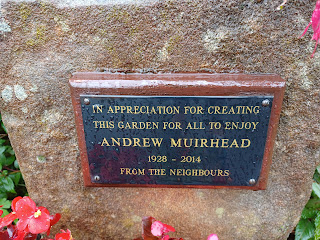 IN APPRECIATION FOR CREATING
THIS GARDEN FOR ALL TO ENJOY
ANDREW MUIRHEAD
1928 - 2014
FROM THE NEIGHBOURS